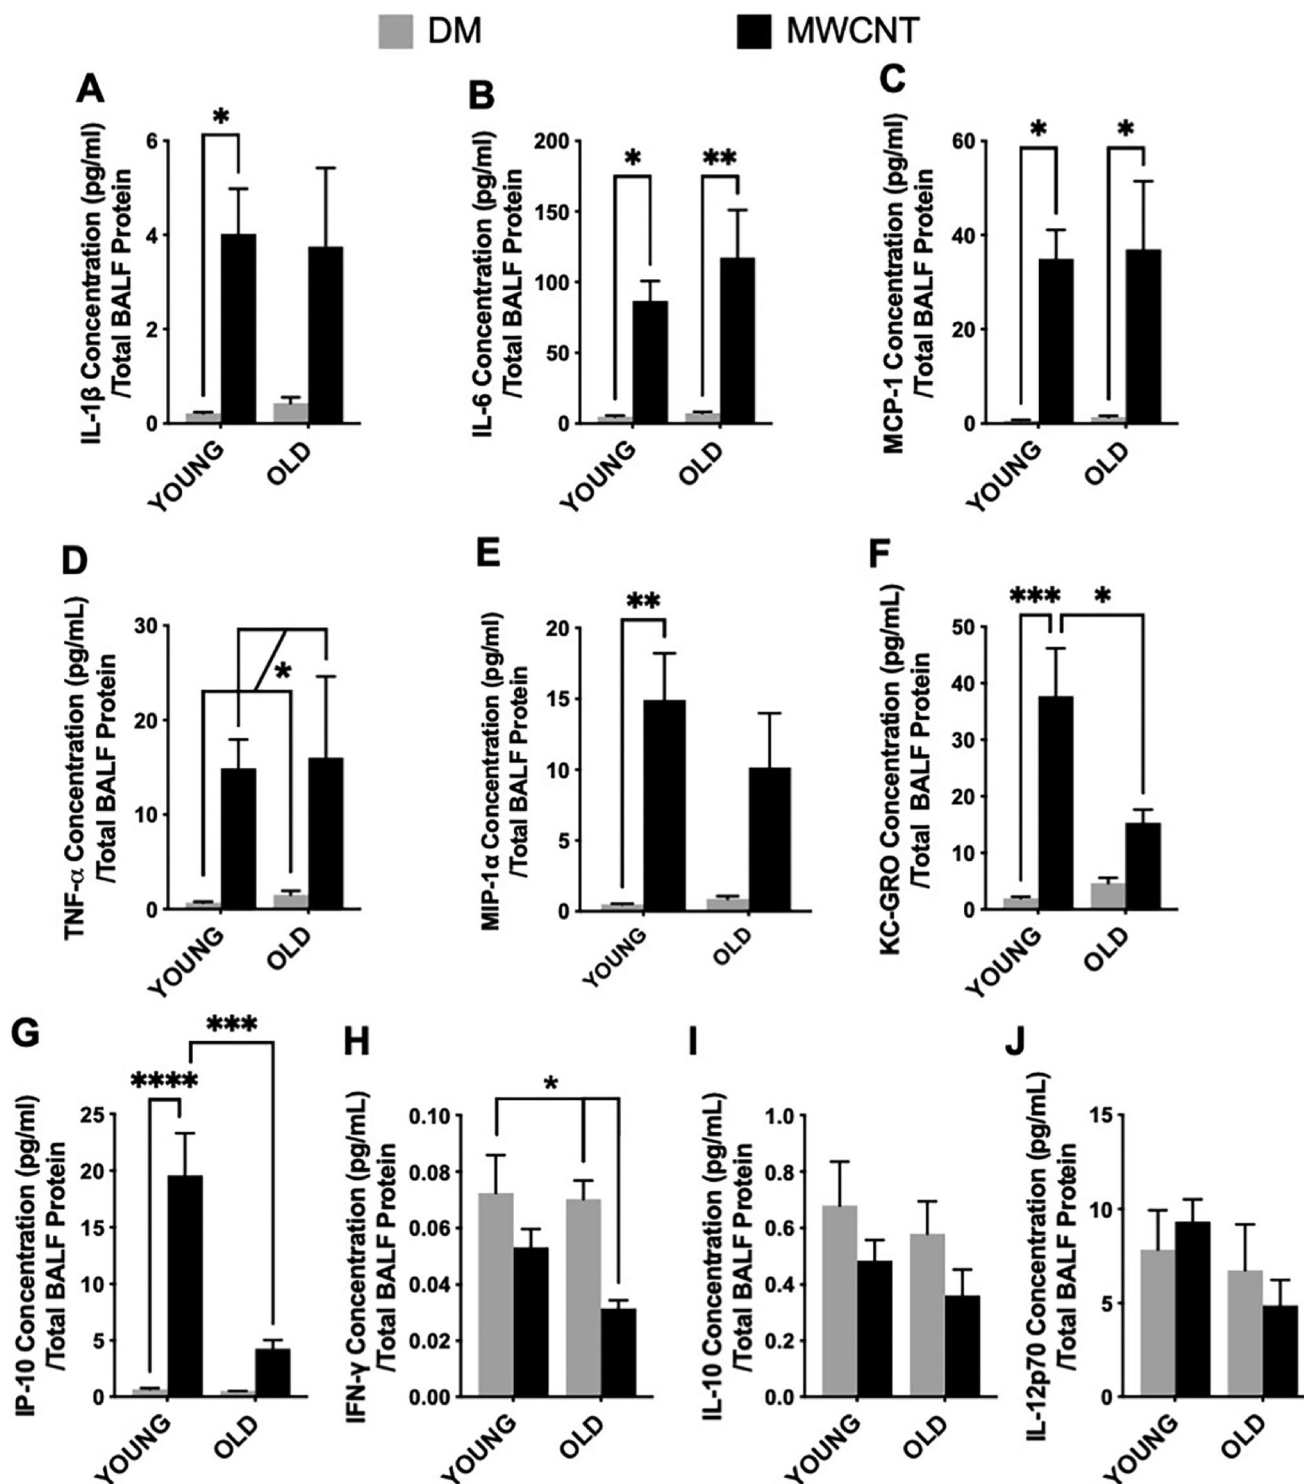 DM MWCNT
A
IL-1β Concentration (pg/ml)
/Total BALF Protein
6
4
2
0
*
YOUNG
OLD
B
IL-6 Concentration (pg/ml)
/Total BALF Protein
200
150
100
50
0
* **
YOUNG
OLD
C
MCP-1 Concentration (pg/ml)
/Total BALF Protein
60
40
20
0
* *
YOUNG
OLD
D
TNF-α Concentration (pg/mL)
/Total BALF Protein
30
20
10
0
*
YOUNG
OLD
E
MIP-1α Concentration (pg/ml)
/Total BALF Protein
20
15
10
5
0
**
YOUNG
OLD
F
KC-GRO Concentration (pg/mL)
/Total BALF Protein
50
40
30
20
10
0
*** *
YOUNG
OLD
G
IP-10 Concentration (pg/ml)
/Total BALF Protein
25
20
15
10
5
0
***
****
YOUNG
OLD
H
IFN-γ Concentration (pg/mL)
/Total BALF Protein
0.10
0.08
0.06
0.04
0.02
0.00
*
YOUNG
OLD
I
IL-10 Concentration (pg/mL)
/Total BALF Protein
1.0
0.8
0.6
0.4
0.2
0.0
YOUNG
OLD
J
IL-12p70 Concentration (pg/mL)
/Total BALF Protein
15
10
5
0
YOUNG
OLD